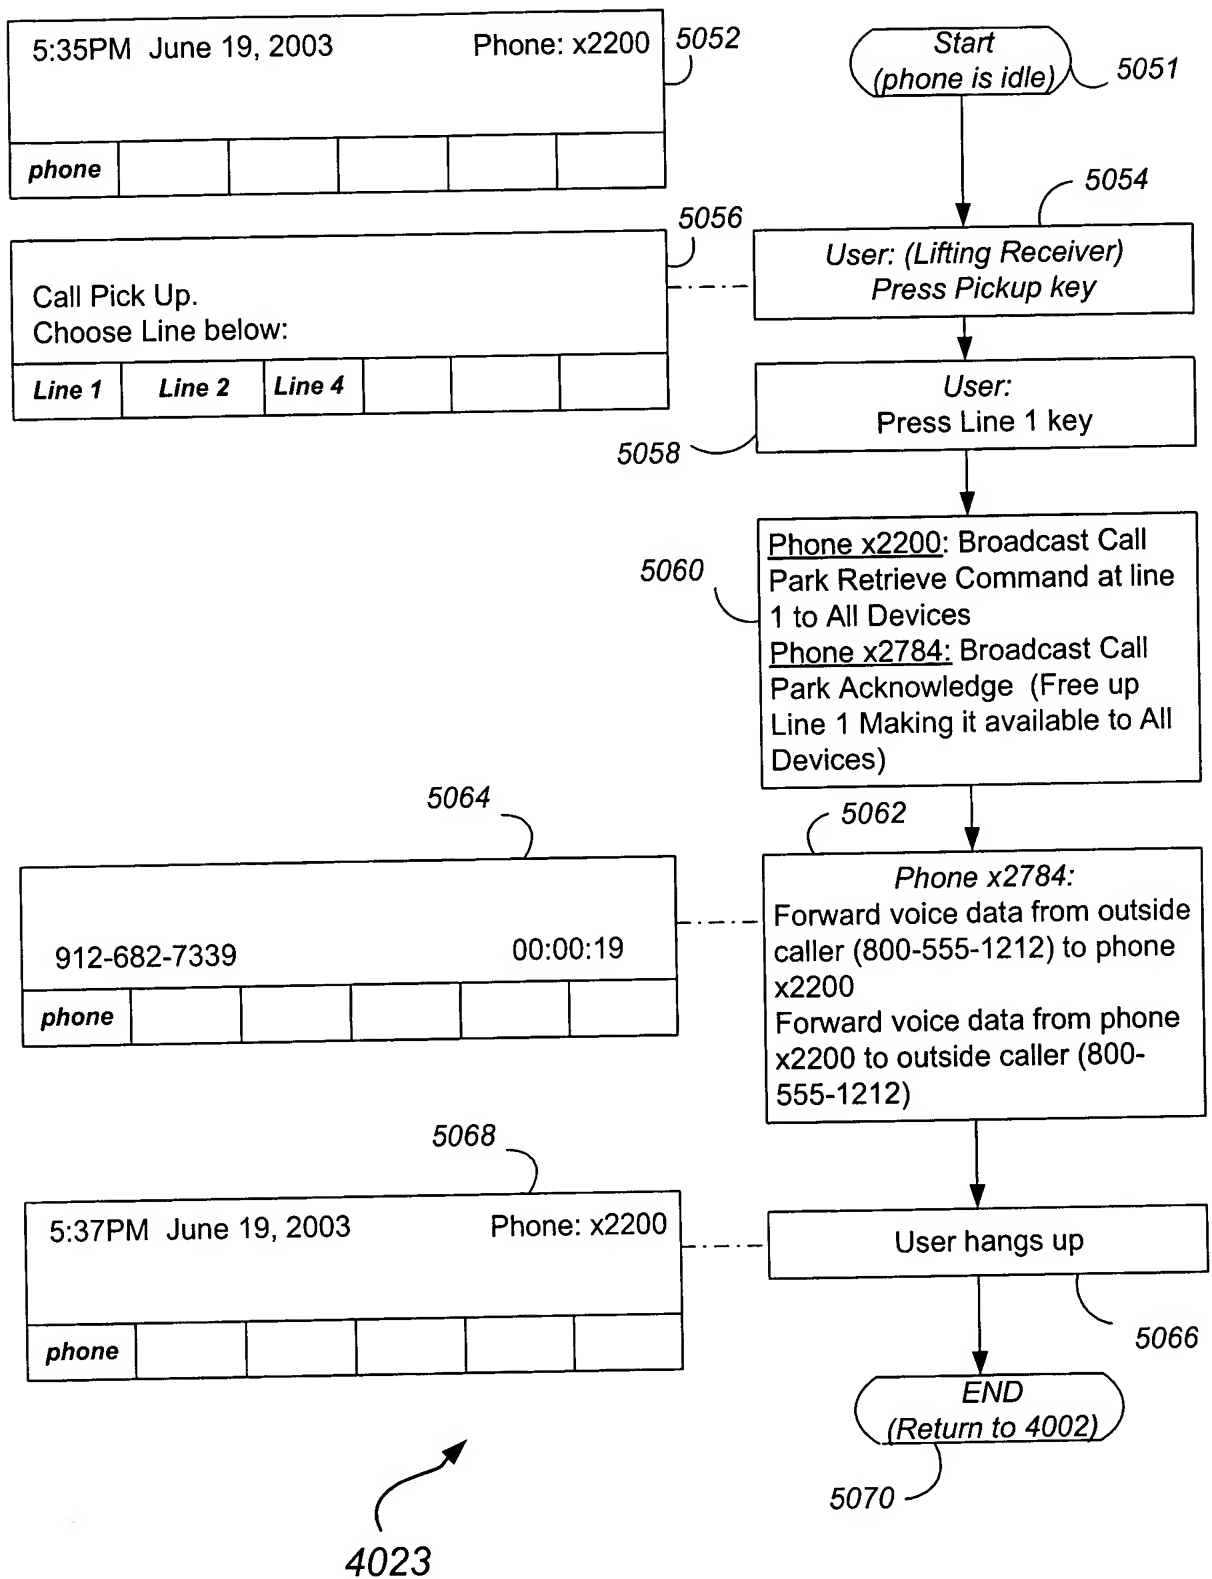 5:35PM June 19, 2003 Phone: x2200
5052
phone
Start
(phone is idle)
5051
5054
5056
Call Pick Up.
Choose Line below:
Line 1 Line 2 Line 4
User: (Lifting Receiver)
Press Pickup key
User:
Press Line 1 key
5058
5060
Phone x2200: Broadcast Call
Park Retrieve Command at line
1 to All Devices
Phone x2784: Broadcast Call
Park Acknowledge (Free up
Line 1 Making it available to All
Devices)
5064
5062
912-682-7339 00:00:19
phone
Phone x2784:
Forward voice data from outside
caller (800-555-1212) to phone
x2200
Forward voice data from phone
x2200 to outside caller (800-
555-1212)
5068
5:37PM June 19, 2003 Phone: x2200
phone
User hangs up
5066
END
(Return to 4002)
5070
4023